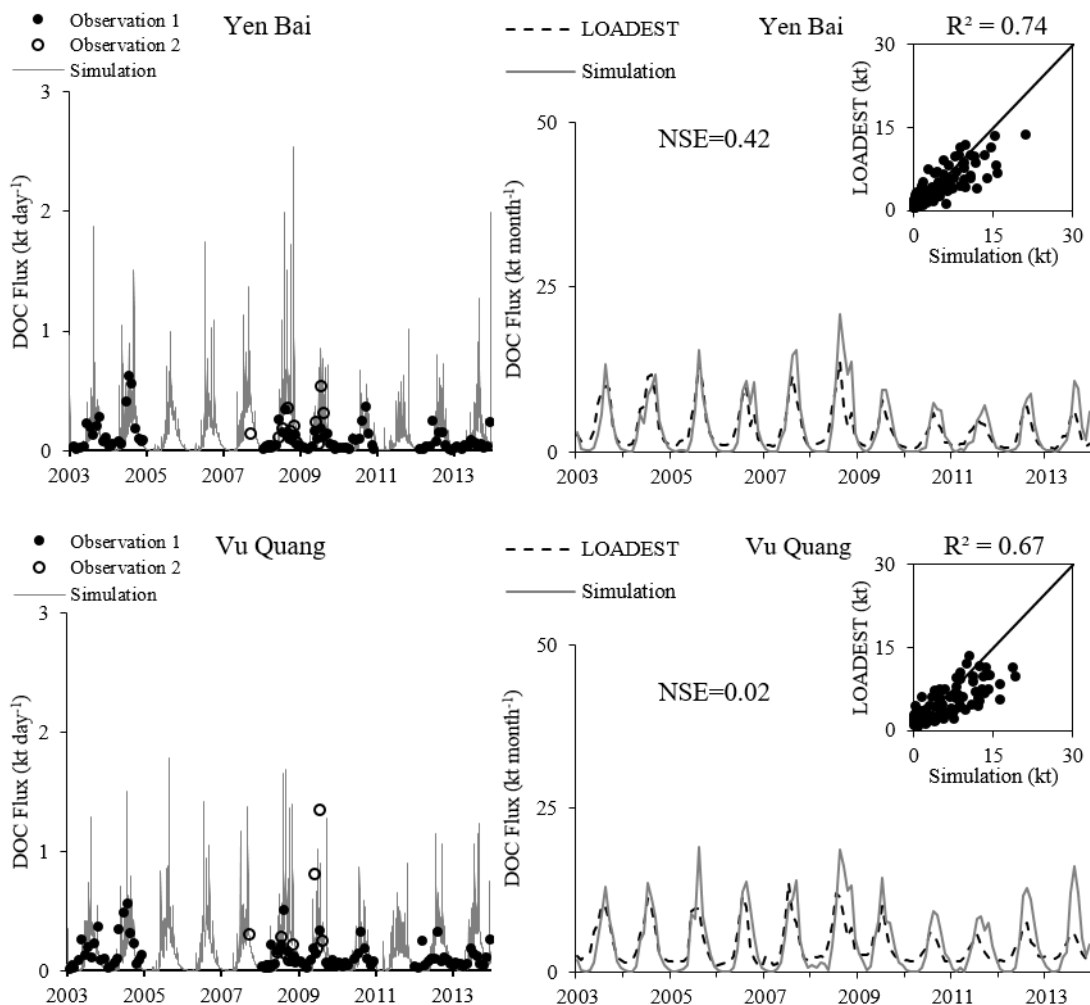 Observation 1
Observation 2
Simulation
Yen Bai
DOC Flux (kt day⁻¹)
3
2
1
0
2003 2005 2007 2009 2011 2013
LOADEST
Simulation
Yen Bai
NSE=0.42
DOC Flux (kt month⁻¹)
50
25
0
2003 2005 2007 2009 2011 2013
R² = 0.74
LOADEST (kt)
30
15
0
0 15 30
Simulation (kt)
Observation 1
Observation 2
Simulation
Vu Quang
DOC Flux (kt day⁻¹)
3
2
1
0
2003 2005 2007 2009 2011 2013
LOADEST
Simulation
Vu Quang
NSE=0.02
DOC Flux (kt month⁻¹)
50
25
0
2003 2005 2007 2009 2011 2013
R² = 0.67
LOADEST (kt)
30
15
0
0 15 30
Simulation (kt)